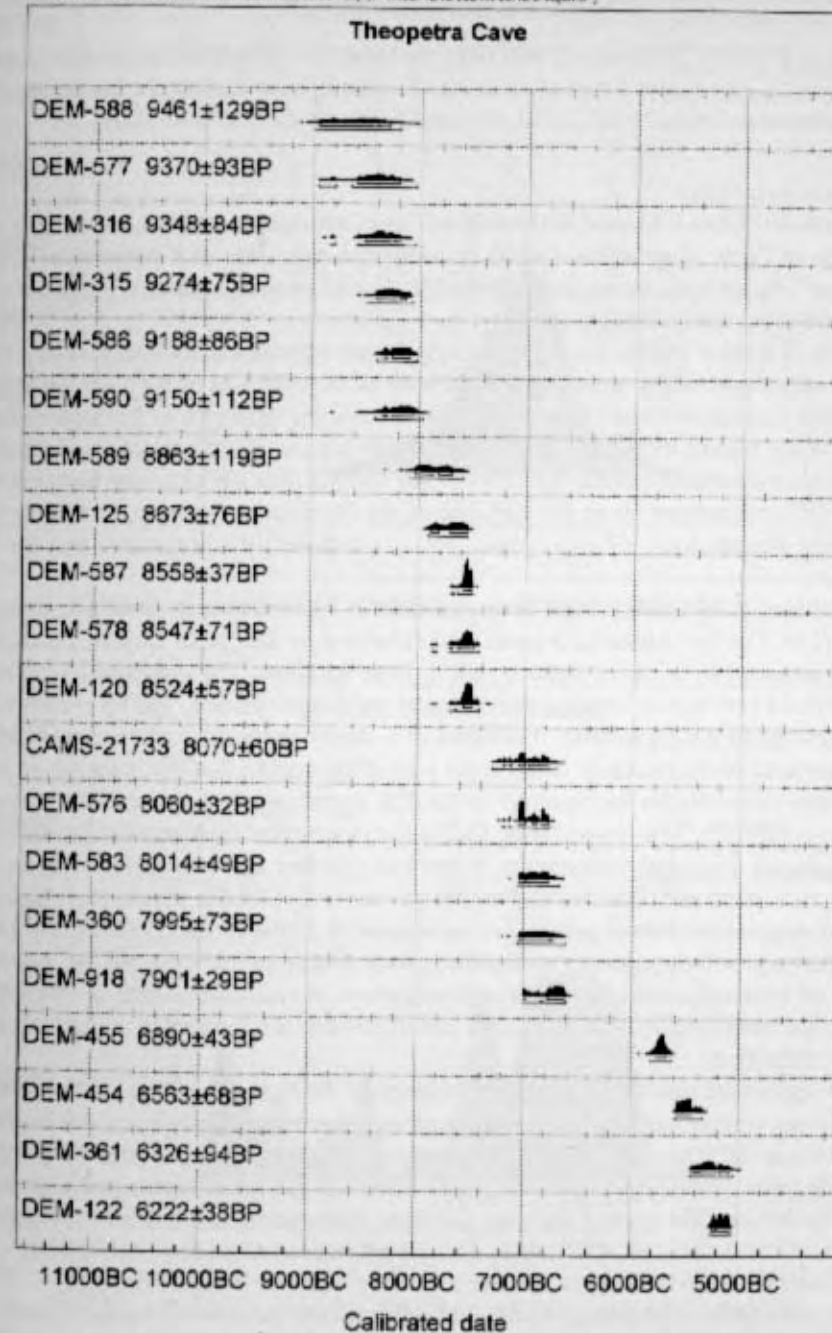 Theopetra Cave
DEM-588 9461±129BP
DEM-577 9370±93BP
DEM-316 9348±84BP
DEM-315 9274±75BP
DEM-586 9188±86BP
DEM-590 9150±112BP
DEM-589 8863±119BP
DEM-125 8673±76BP
DEM-587 8558±37BP
DEM-578 8547±71BP
DEM-120 8524±57BP
CAMS-21733 8070±60BP
DEM-576 8060±32BP
DEM-583 8014±49BP
DEM-360 7995±73BP
DEM-918 7901±29BP
DEM-455 6890±43BP
DEM-454 6563±68BP
DEM-361 6326±94BP
DEM-122 6222±38BP
11000BC 10000BC 9000BC 8000BC 7000BC 6000BC 5000BC
Calibrated date